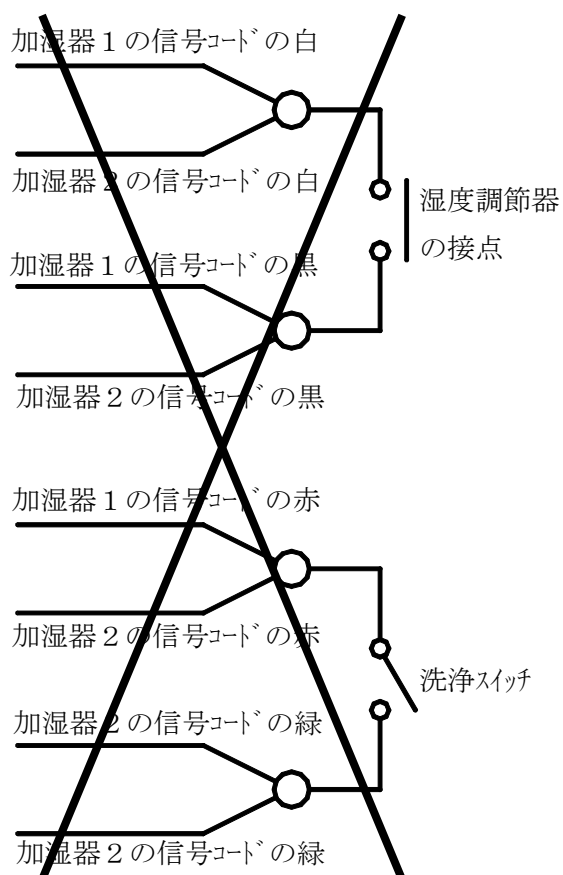 加湿器1の信号ｺｰﾄﾞの白
加湿器2の信号ｺｰﾄﾞの白
湿度調節器
の接点
加湿器1の信号ｺｰﾄﾞの黒
加湿器2の信号ｺｰﾄﾞの黒
加湿器1の信号ｺｰﾄﾞの赤
加湿器2の信号ｺｰﾄﾞの赤
洗浄ｽｲｯﾁ
加湿器2の信号ｺｰﾄﾞの緑
加湿器2の信号ｺｰﾄﾞの緑